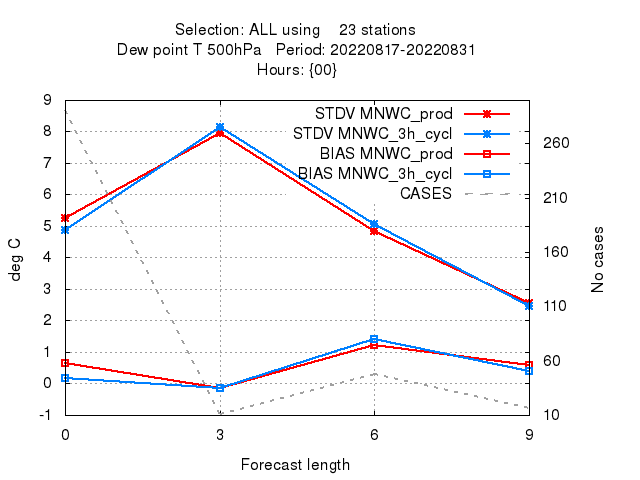 Selection: ALL using    23 stations
Dew point T 500hPa   Period: 20220817-20220831
Hours: {00}
STDV MNWC_prod
STDV MNWC_3h_cycl
BIAS MNWC_prod
BIAS MNWC_3h_cycl
CASES
9
8
7
6
5
4
3
2
1
0
-1
deg C
260
210
160
110
60
10
No cases
0 3 6 9
Forecast length